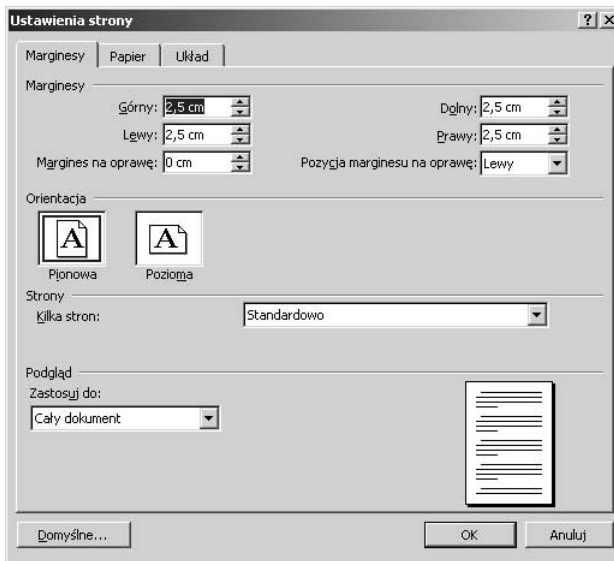 Ustawienia strony
Marginesy Papier Układ
Marginesy
Górny: 2,5 cm Dolny: 2,5 cm
Lewy: 2,5 cm Prawy: 2,5 cm
Margines na oprawę: 0 cm Pozycja marginesu na oprawę: Lewy
Orientacja
A A
Pionowa Pozioma
Strony
Kilka stron: Standardowo
Podgląd
Zastosuj do:
Cały dokument
Domyślne... OK Anuluj